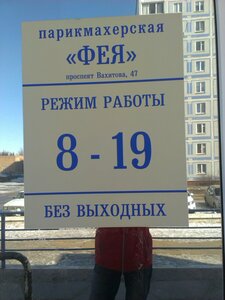 парикмахерская
«ФЕЯ»
проспект Вахитова, 47
РЕЖИМ РАБОТЫ
8 - 19
БЕЗ ВЫХОДНЫХ